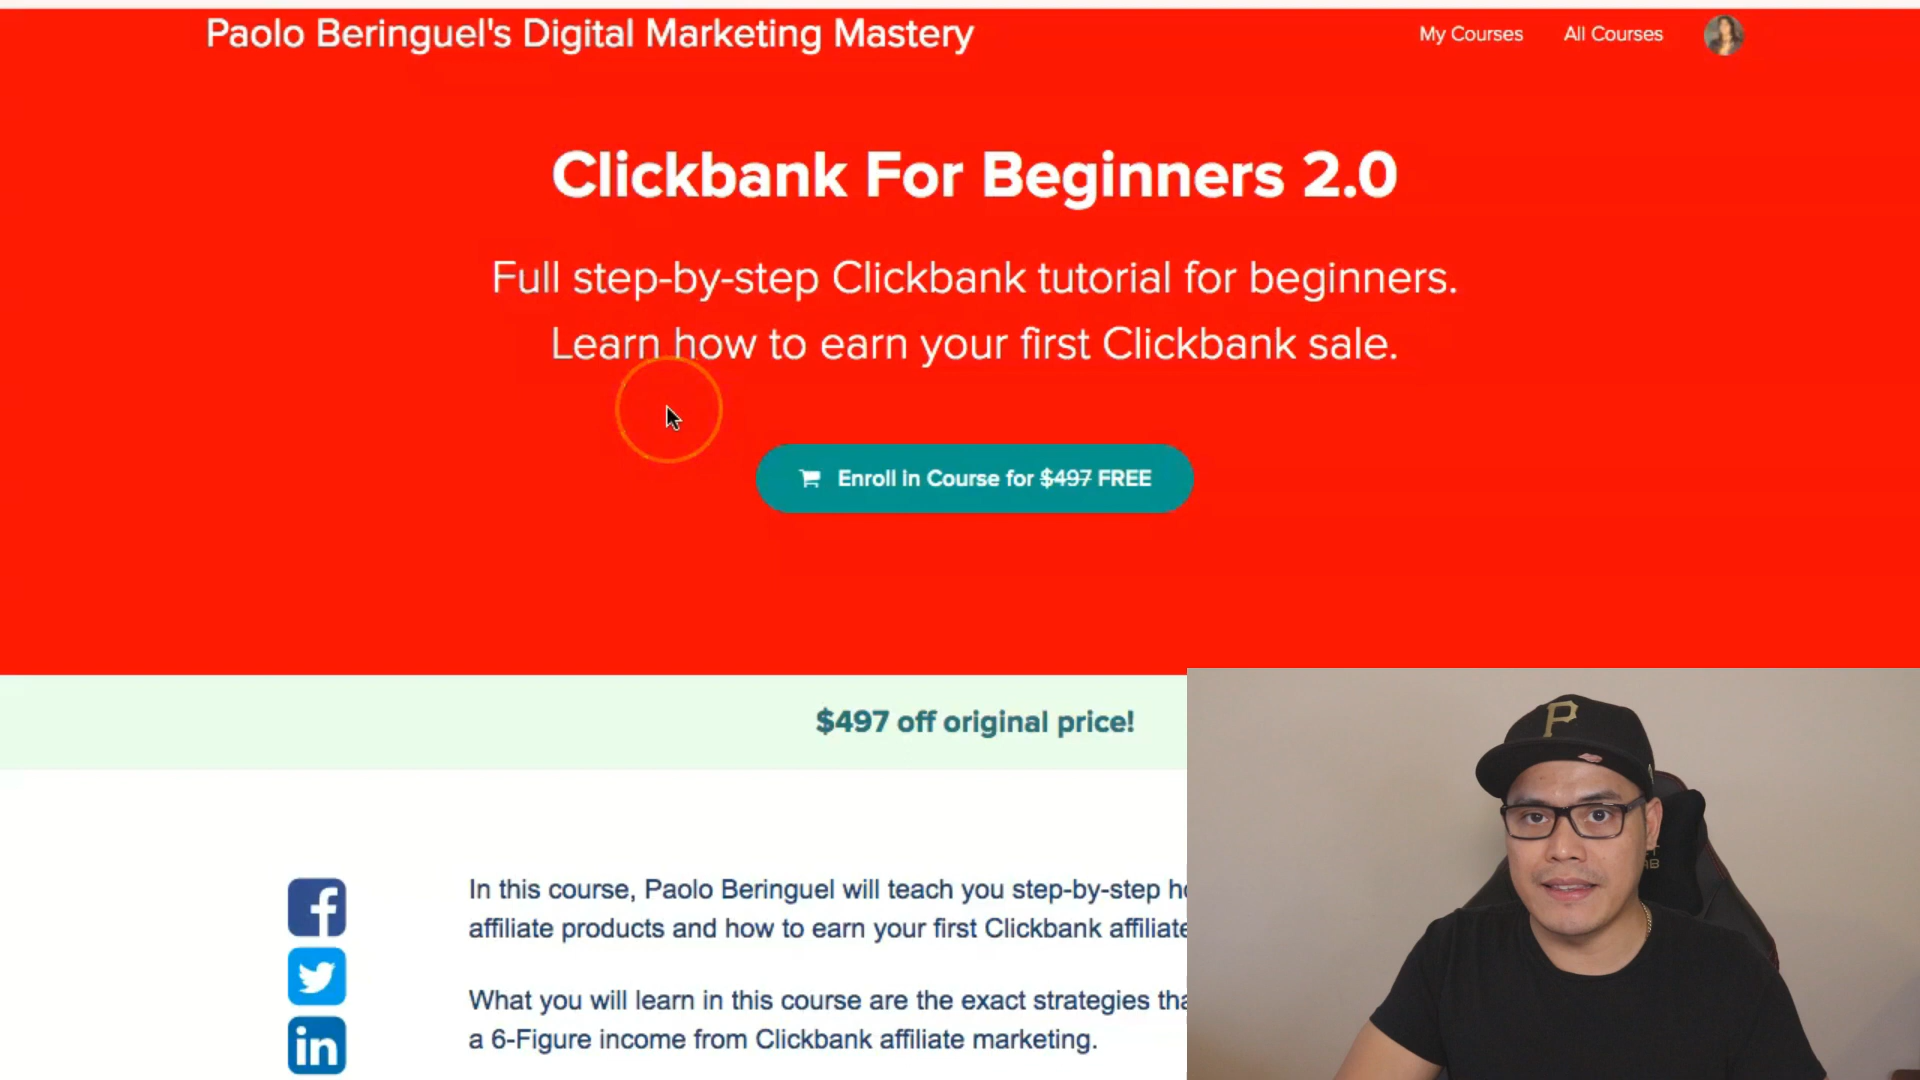 Paolo Beringuel's Digital Marketing Mastery
My Courses
All Courses
Clickbank For Beginners 2.0
Full step-by-step Clickbank tutorial for beginners.
Learn how to earn your first Clickbank sale.
Enroll in Course for $497 FREE
$497 off original price!
In this course, Paolo Beringuel will teach you step-by-step
affiliate products and how to earn your first Clickbank affiliate
What you will learn in this course are the exact strategies
a 6-Figure income from Clickbank affiliate marketing.
P